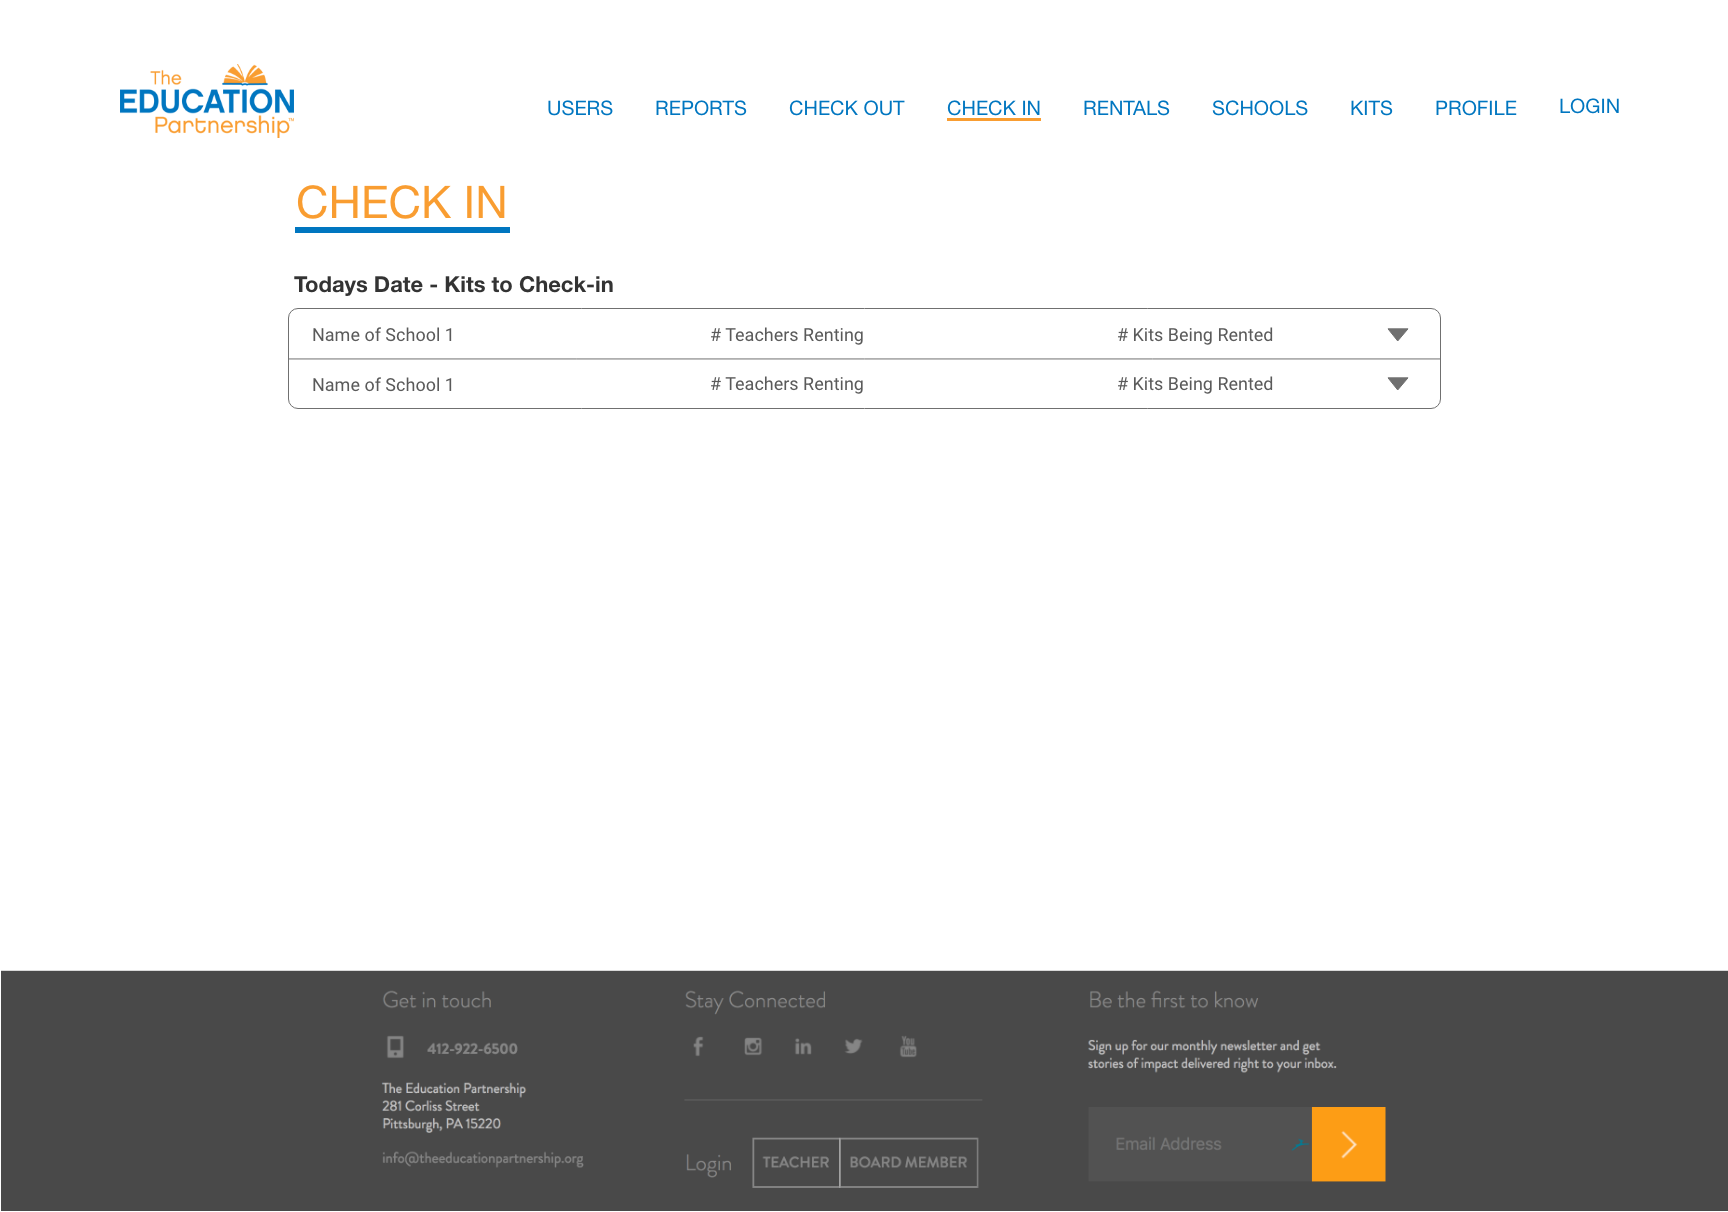 The
EDUCATION
Partnership™
USERS REPORTS CHECK OUT CHECK IN RENTALS SCHOOLS KITS PROFILE LOGIN
CHECK IN
Todays Date - Kits to Check-in
Name of School 1 # Teachers Renting # Kits Being Rented
Name of School 1 # Teachers Renting # Kits Being Rented
Get in touch
412-922-6500
The Education Partnership
281 Corliss Street
Pittsburgh, PA 15220
info@theeducationpartnership.org
Stay Connected
You
Tube
Login TEACHER BOARD MEMBER
Be the first to know
Sign up for our monthly newsletter and get
stories of impact delivered right to your inbox.
Email Address